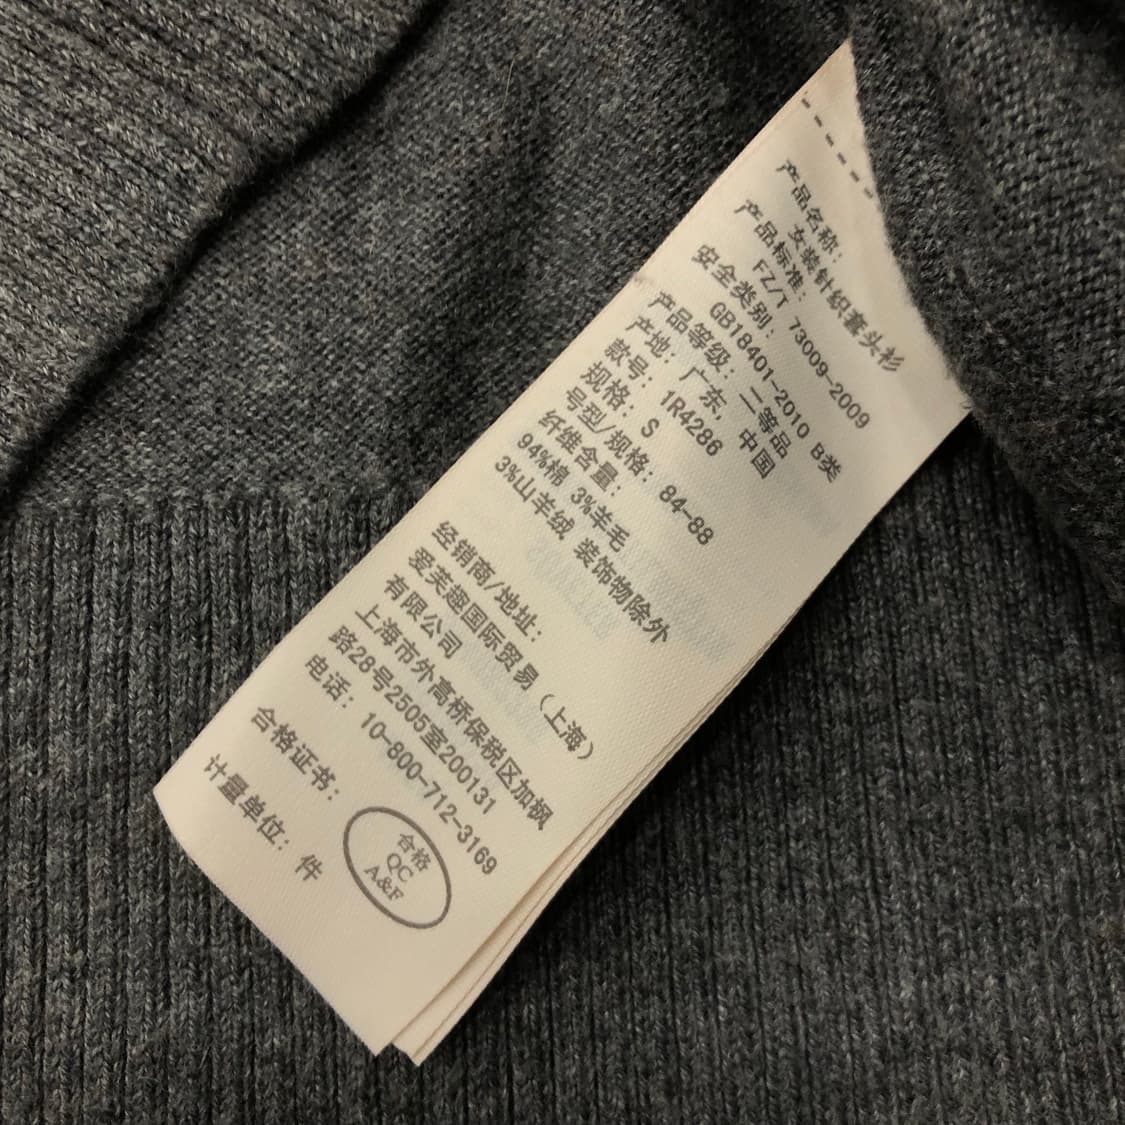 产品名称：
女装针织套头衫
产品标准：
FZ/T 73009-2009
安全类别：
GB18401-2010 B类
产品等级：二等品
产地：广东，中国
款号：1R4286
规格：S
号型/规格：84-88
纤维含量：
94%棉 3%羊毛
3%山羊绒 装饰物除外
经销商/地址：
爱芙趣国际贸易（上海）
有限公司
上海市外高桥保税区加枫
路28号2505室200131
电话：10-800-712-3169
合格证书：
合格
QC
A&F
计量单位：件